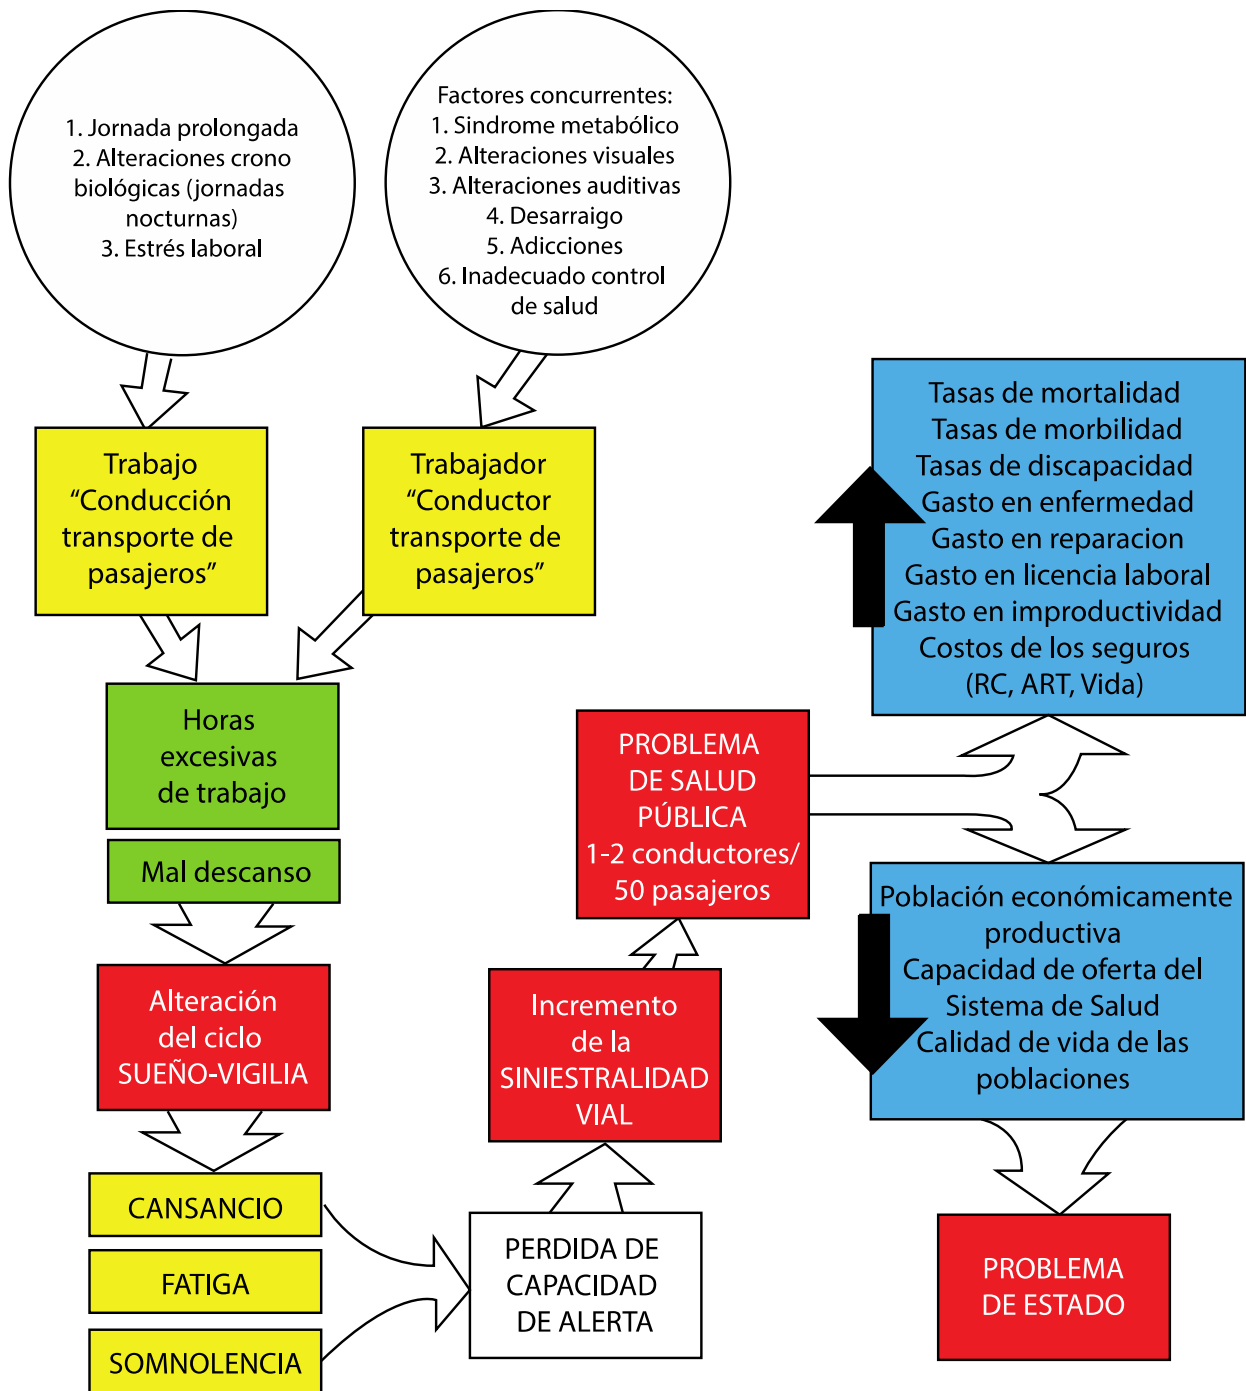 1. Jornada prolongada
2. Alteraciones crono
biológicas (jornadas
nocturnas)
3. Estrés laboral
Factores concurrentes:
1. Sindrome metabólico
2. Alteraciones visuales
3. Alteraciones auditivas
4. Desarraigo
5. Adicciones
6. Inadecuado control
de salud
Trabajo
“Conducción
transporte de
pasajeros”
Trabajador
“Conductor
transporte de
pasajeros”
Horas
excesivas
de trabajo
Mal descanso
Alteración
del ciclo
SUEÑO-VIGILIA
CANSANCIO
FATIGA
SOMNOLENCIA
PERDIDA DE
CAPACIDAD
DE ALERTA
Incremento
de la
SINIESTRALIDAD
VIAL
PROBLEMA
DE SALUD
PÚBLICA
1-2 conductores/
50 pasajeros
Tasas de mortalidad
Tasas de morbilidad
Tasas de discapacidad
Gasto en enfermedad
Gasto en reparacion
Gasto en licencia laboral
Gasto en improductividad
Costos de los seguros
(RC, ART, Vida)
Población económicamente
productiva
Capacidad de oferta del
Sistema de Salud
Calidad de vida de las
poblaciones
PROBLEMA
DE ESTADO